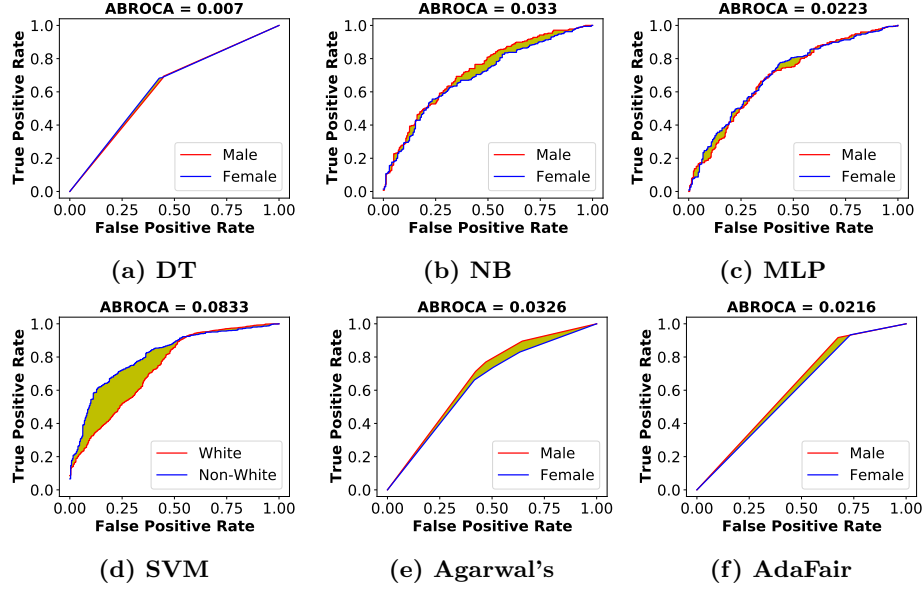 ABROCA = 0.007
True Positive Rate
1.0
0.8
0.6
0.4
0.2
0.0
Male
Female
0.00 0.25 0.50 0.75 1.00
False Positive Rate
(a) DT
ABROCA = 0.033
True Positive Rate
1.0
0.8
0.6
0.4
0.2
0.0
Male
Female
0.00 0.25 0.50 0.75 1.00
False Positive Rate
(b) NB
ABROCA = 0.0223
True Positive Rate
1.0
0.8
0.6
0.4
0.2
0.0
Male
Female
0.00 0.25 0.50 0.75 1.00
False Positive Rate
(c) MLP
ABROCA = 0.0833
True Positive Rate
1.0
0.8
0.6
0.4
0.2
0.0
White
Non-White
0.00 0.25 0.50 0.75 1.00
False Positive Rate
(d) SVM
ABROCA = 0.0326
True Positive Rate
1.0
0.8
0.6
0.4
0.2
0.0
Male
Female
0.00 0.25 0.50 0.75 1.00
False Positive Rate
(e) Agarwal's
ABROCA = 0.0216
True Positive Rate
1.0
0.8
0.6
0.4
0.2
0.0
Male
Female
0.00 0.25 0.50 0.75 1.00
False Positive Rate
(f) AdaFair